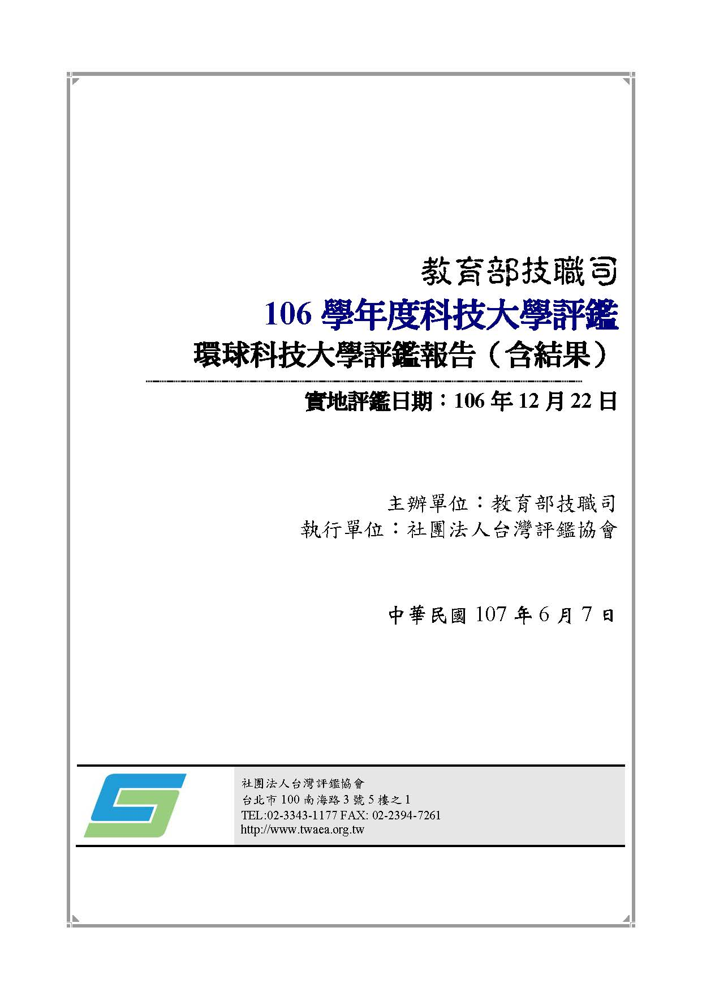 教育部技職司
106 學年度科技大學評鑑
環球科技大學評鑑報告（含結果）
實地評鑑日期：106 年 12 月 22 日
主辦單位：教育部技職司
執行單位：社團法人台灣評鑑協會
中華民國 107 年 6 月 7 日
社團法人台灣評鑑協會
台北市 100 南海路 3 號 5 樓之 1
TEL:02-3343-1177 FAX: 02-2394-7261
http://www.twaea.org.tw